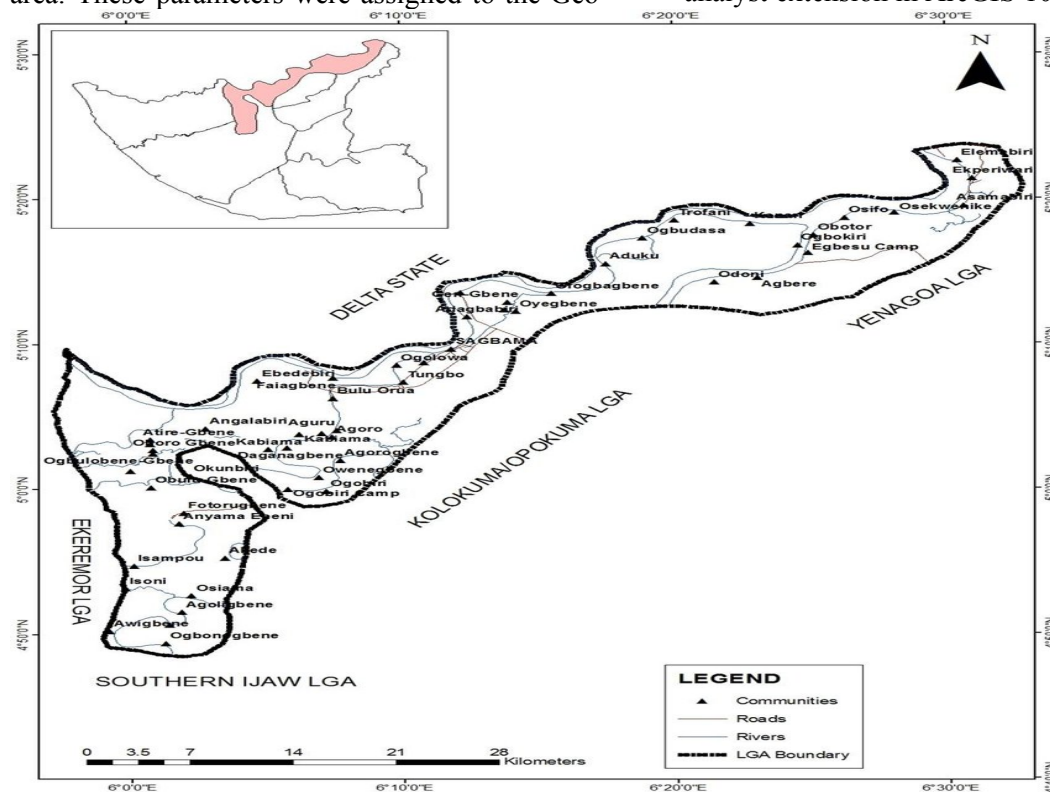 area. These parameters were assigned to the Geo-
analyst extension in ArcGIS 10
6°0'0"E 6°10'0"E 6°20'0"E 6°30'0"E
5°30'0"N
N
5°20'0"N
Elemebiri
Ekperiwari
Asamabiri
Osekwenike
Osifo
Trofani
Obotor
Ogbudasa
Ogbokiri
Egbesu Camp
Aduku
Odoni
Agbere
DELTA STATE
YENAGOA LGA
Oyegbene
5°10'0"N
SAGBAMA
Ogolowa
Tungbo
Ebedebiri
Faiagbene
Bulu Orua
KOLOKUMA/OPOKUMA LGA
Angalabiri
Aguru
Agoro
Atire-Gbene
Kabiama
Kabiama
Daganagbene
Agorogbene
Ogbulobene-Gbene
Okunbiri
Owenegbene
Ogobiri
Ogobiri Camp
5°0'0"N
Fotorugbene
EKEREMOR LGA
Isampou
Isoni
Osiama
Agoligbene
Awigbene
Ogbonogbene
4°50'0"N
SOUTHERN IJAW LGA
LEGEND
Communities
Roads
Rivers
LGA Boundary
0 3.5 7 14 21 28
Kilometers
6°0'0"E 6°10'0"E 6°20'0"E 6°30'0"E